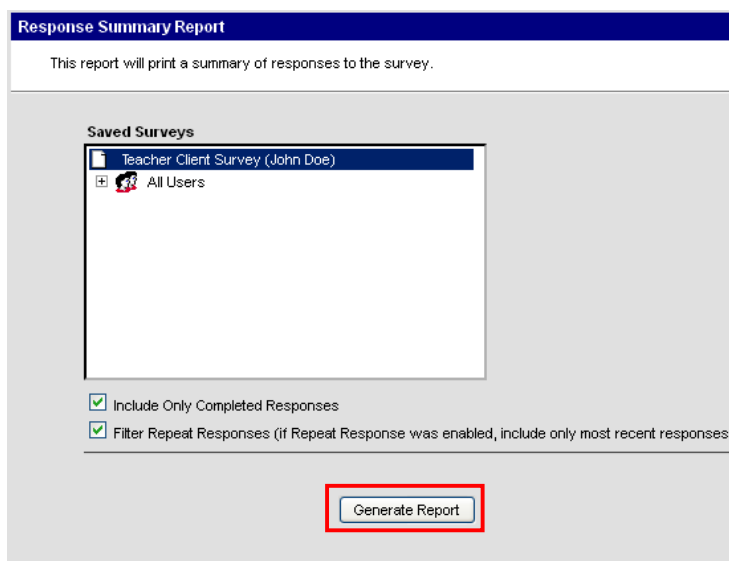 Response Summary Report
This report will print a summary of responses to the survey.
Saved Surveys
Teacher Client Survey (John Doe)
All Users
Include Only Completed Responses
Filter Repeat Responses (if Repeat Response was enabled, include only most recent responses
Generate Report